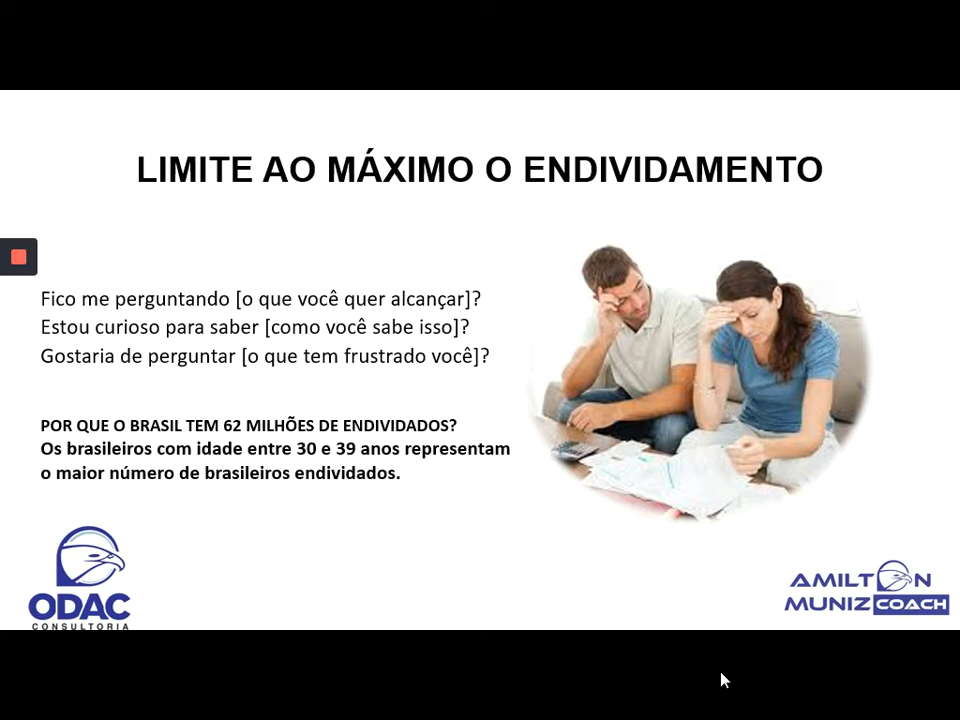 LIMITE AO MÁXIMO O ENDIVIDAMENTO
Fico me perguntando [o que você quer alcançar]?
Estou curioso para saber [como você sabe isso]?
Gostaria de perguntar [o que tem frustrado você]?
POR QUE O BRASIL TEM 62 MILHÕES DE ENDIVIDADOS?
Os brasileiros com idade entre 30 e 39 anos representam
o maior número de brasileiros endividados.
ODAC
CONSULTORIA
AMILTON
MUNIZ COACH